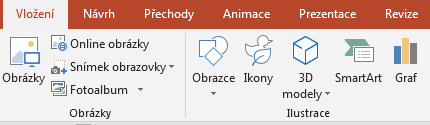 Vložení Návrh Přechody Animace Prezentace Revize
Obrázky
Online obrázky
Snímek obrazovky
Fotoalbum
Obrázky
Obrazce Ikony 3D modely SmartArt Graf
Ilustrace